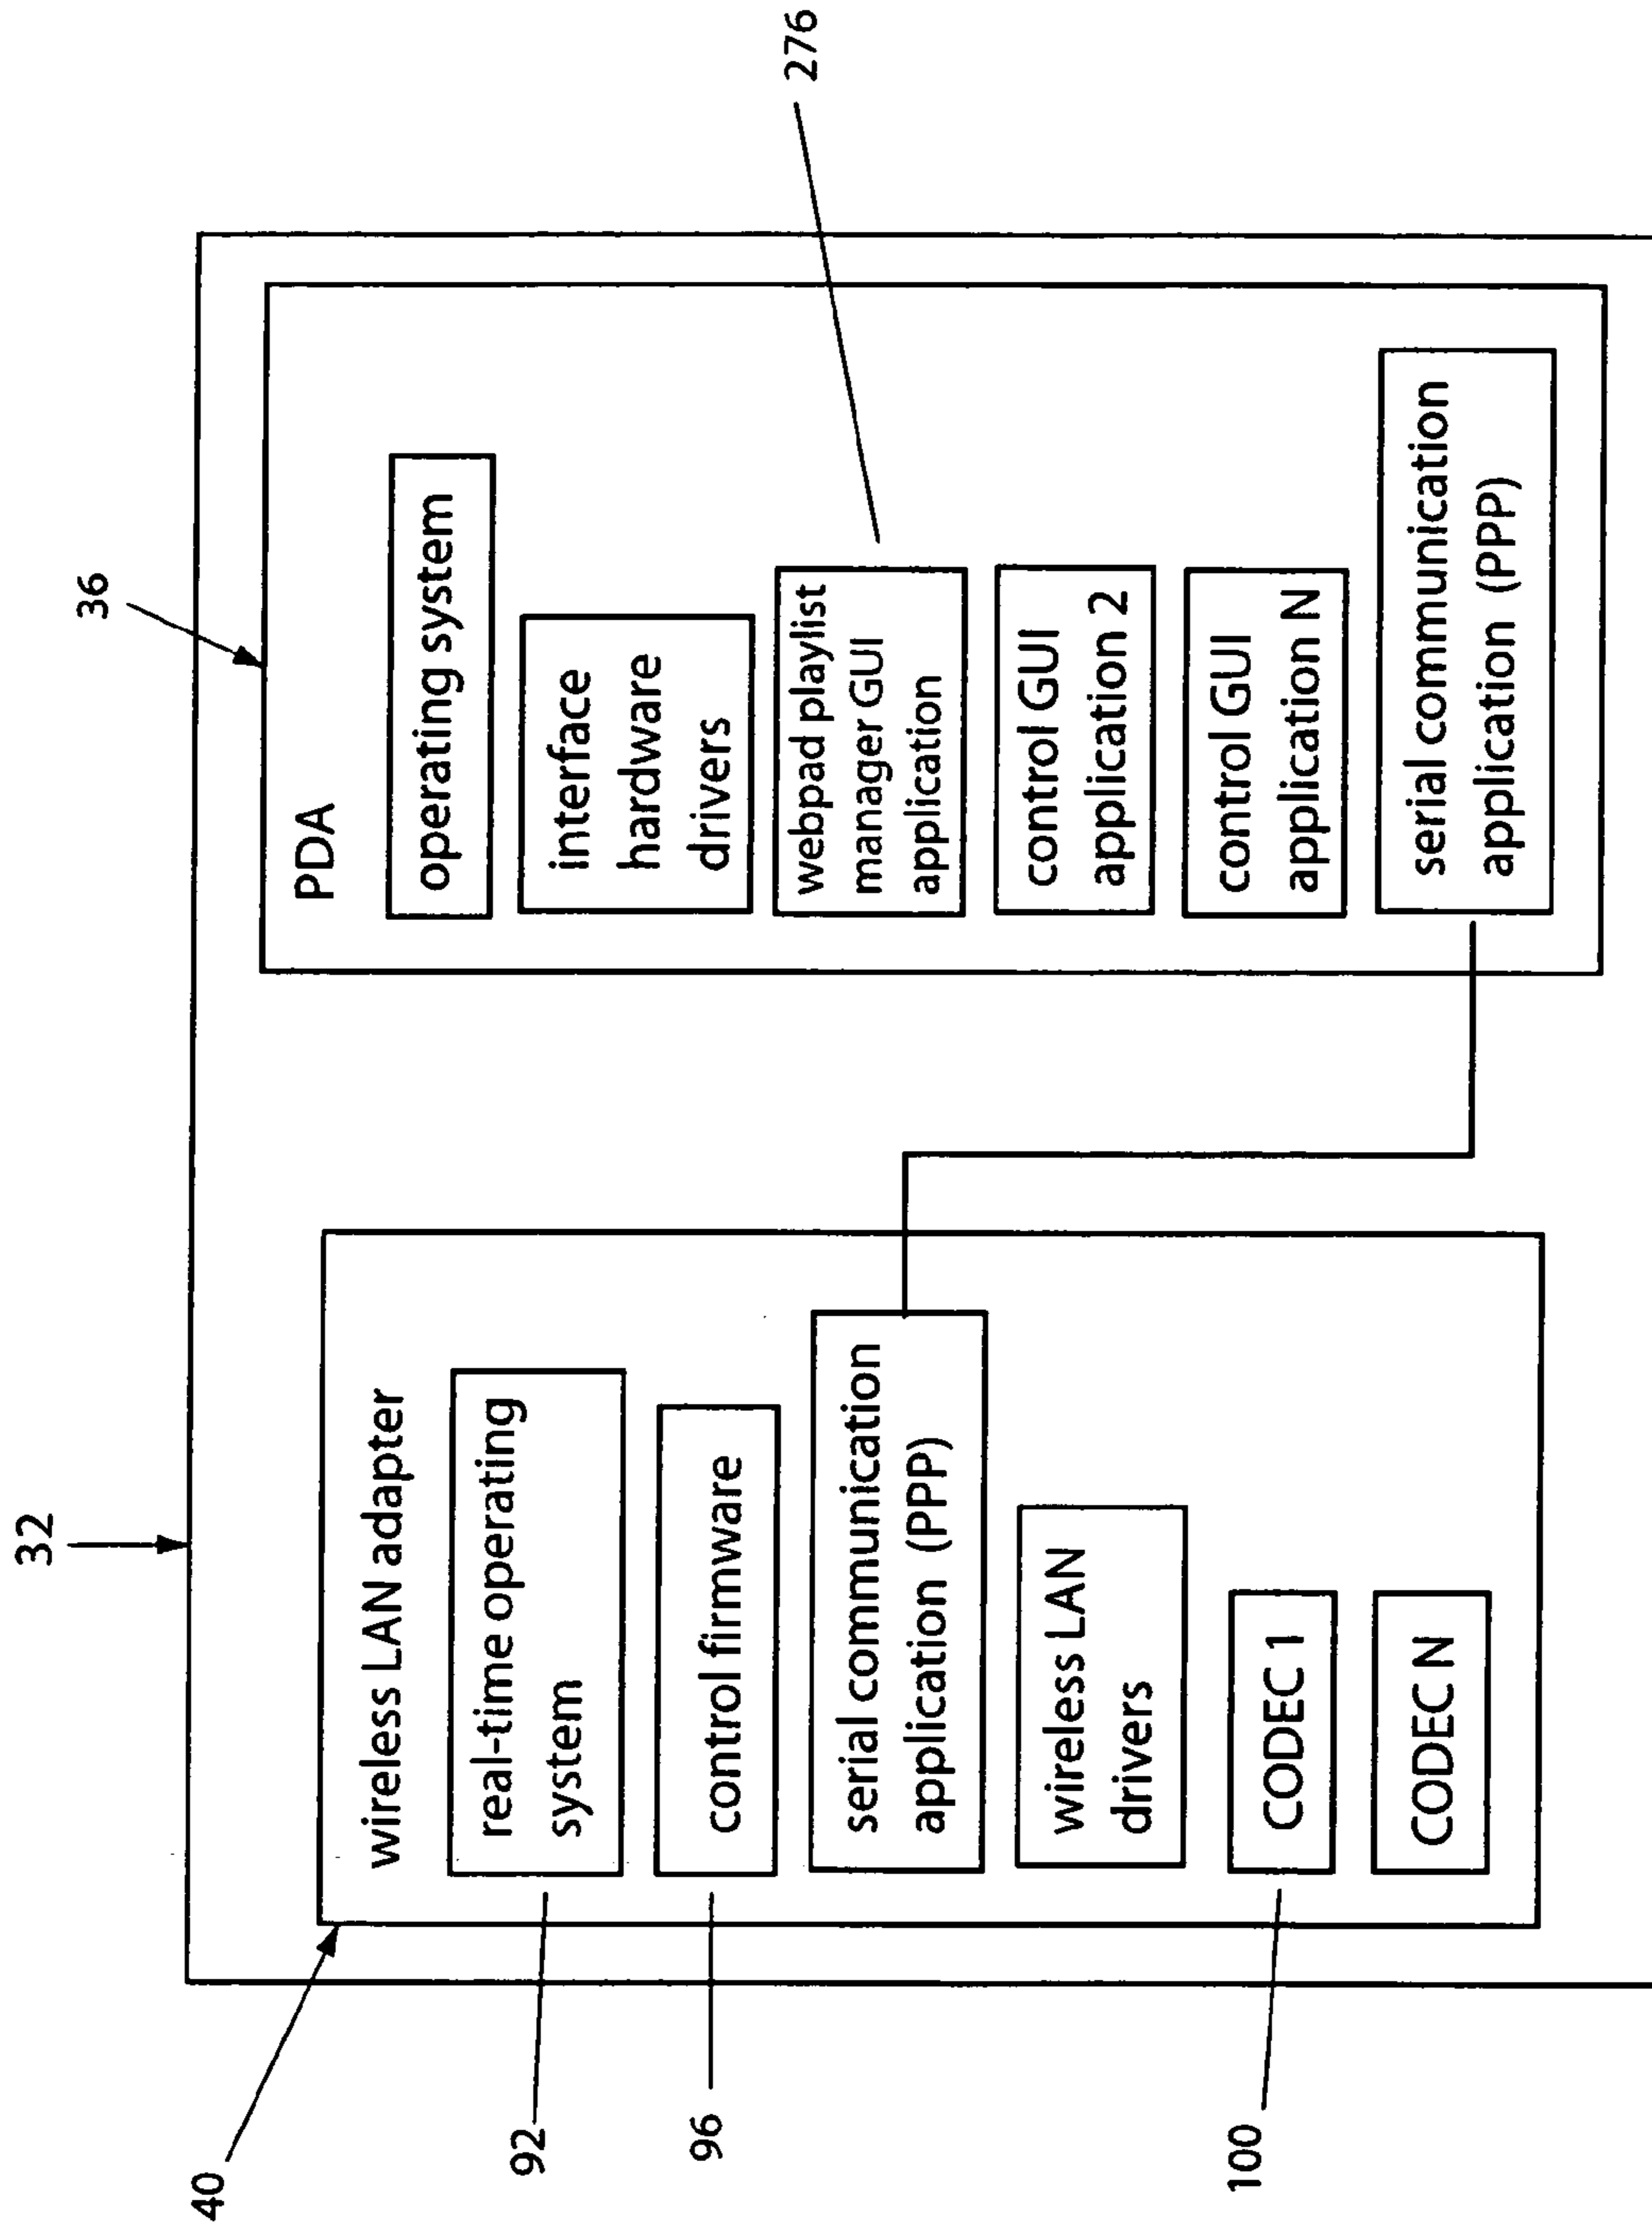 32
40
wireless LAN adapter
92
real-time operating
system
96
control firmware
serial communication
application (PPP)
wireless LAN
drivers
100
CODEC 1
CODEC N
36
PDA
operating system
interface
hardware
drivers
276
webpad playlist
manager GUI
application
control GUI
application 2
control GUI
application N
serial communication
application (PPP)